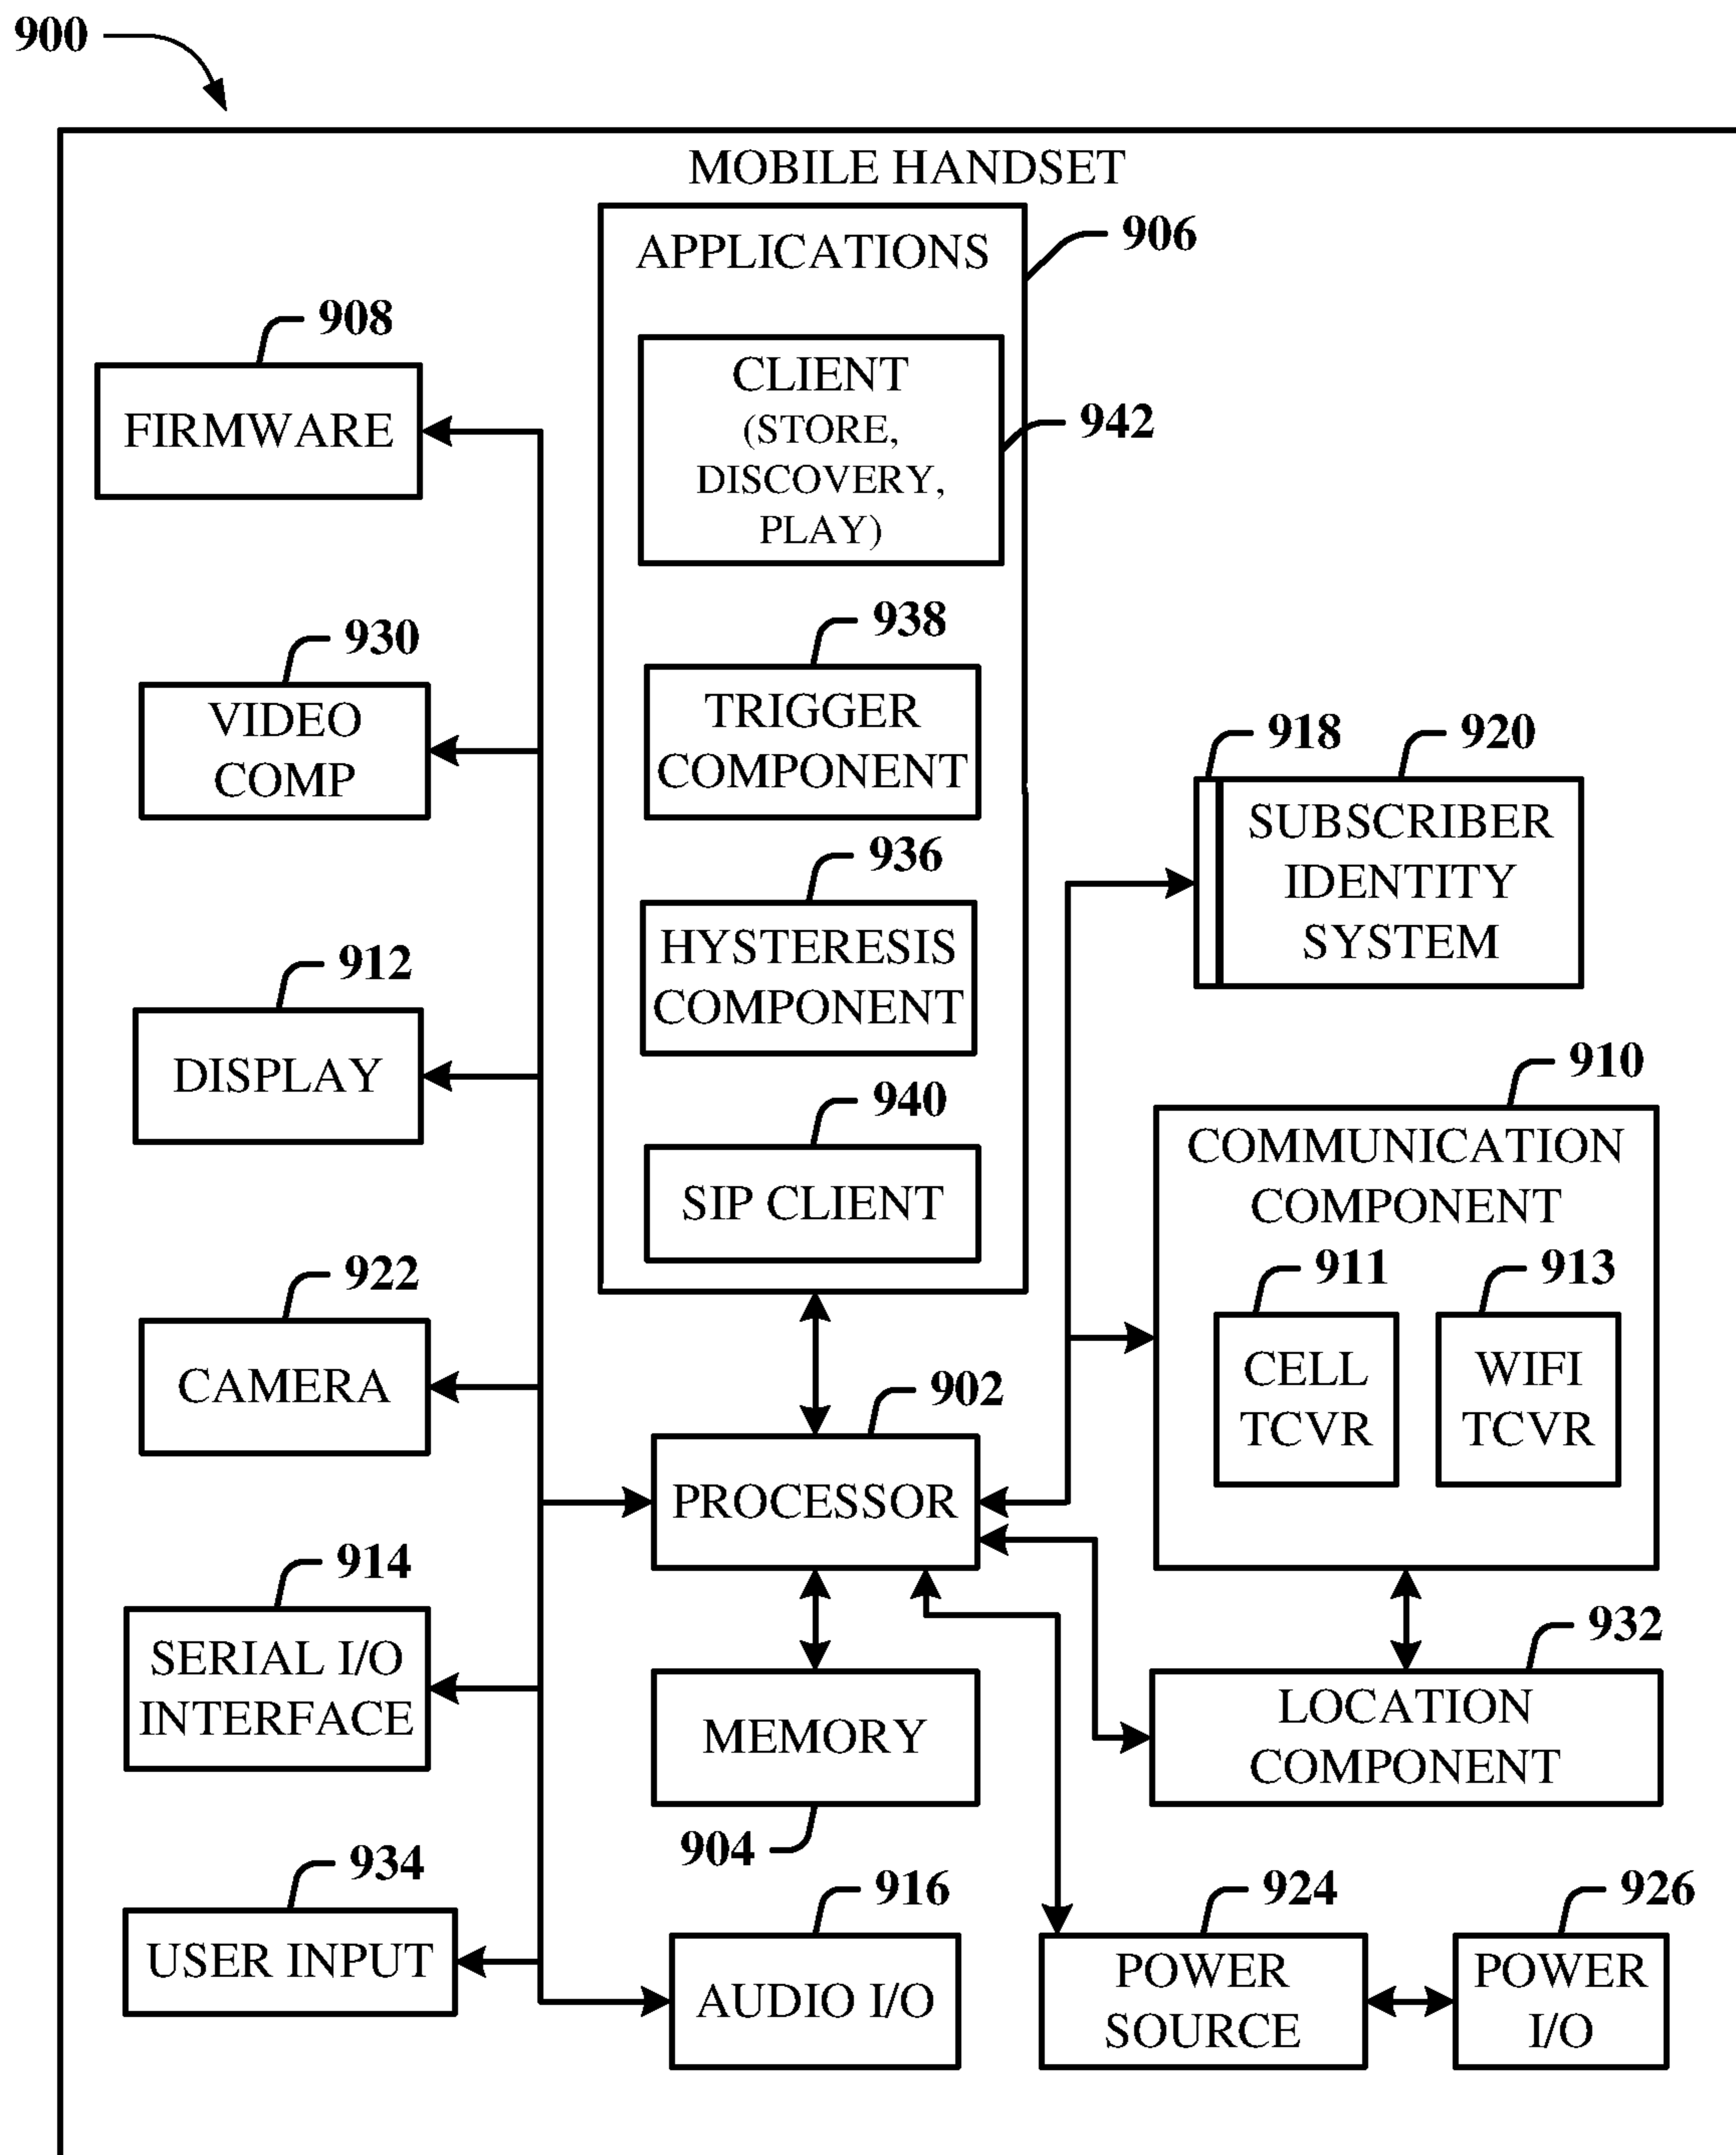 900
MOBILE HANDSET
APPLICATIONS
906
CLIENT
(STORE,
DISCOVERY,
PLAY)
942
938
TRIGGER
COMPONENT
936
HYSTERESIS
COMPONENT
940
SIP CLIENT
908
FIRMWARE
930
VIDEO
COMP
912
DISPLAY
922
CAMERA
914
SERIAL I/O
INTERFACE
934
USER INPUT
902
PROCESSOR
MEMORY
904
916
AUDIO I/O
918
920
SUBSCRIBER
IDENTITY
SYSTEM
910
COMMUNICATION
COMPONENT
911
CELL
TCVR
913
WIFI
TCVR
932
LOCATION
COMPONENT
924
POWER
SOURCE
926
POWER
I/O